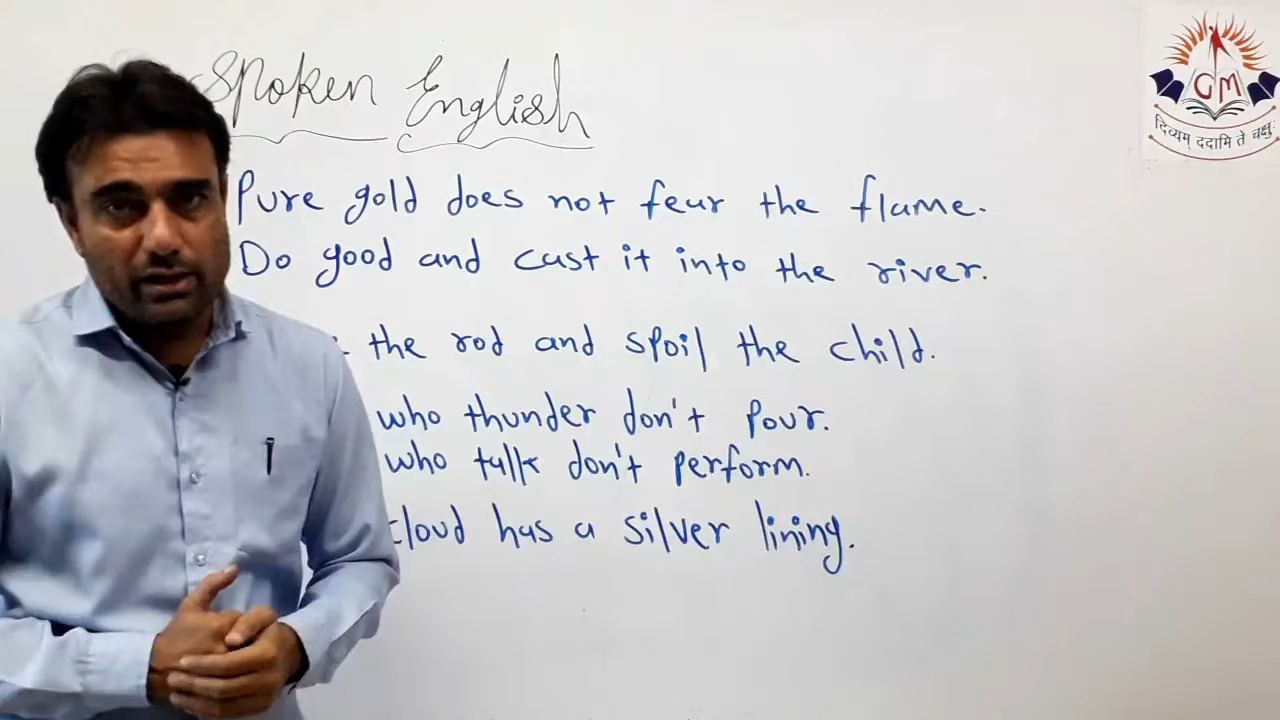 Spoken English
GM
दिव्यम् ददामि ते चक्षुः
Pure gold does not fear the flame.
Do good and cast it into the river.
the rod and spoil the child.
who thunder don't pour.
who talk don't perform.
cloud has a silver lining.